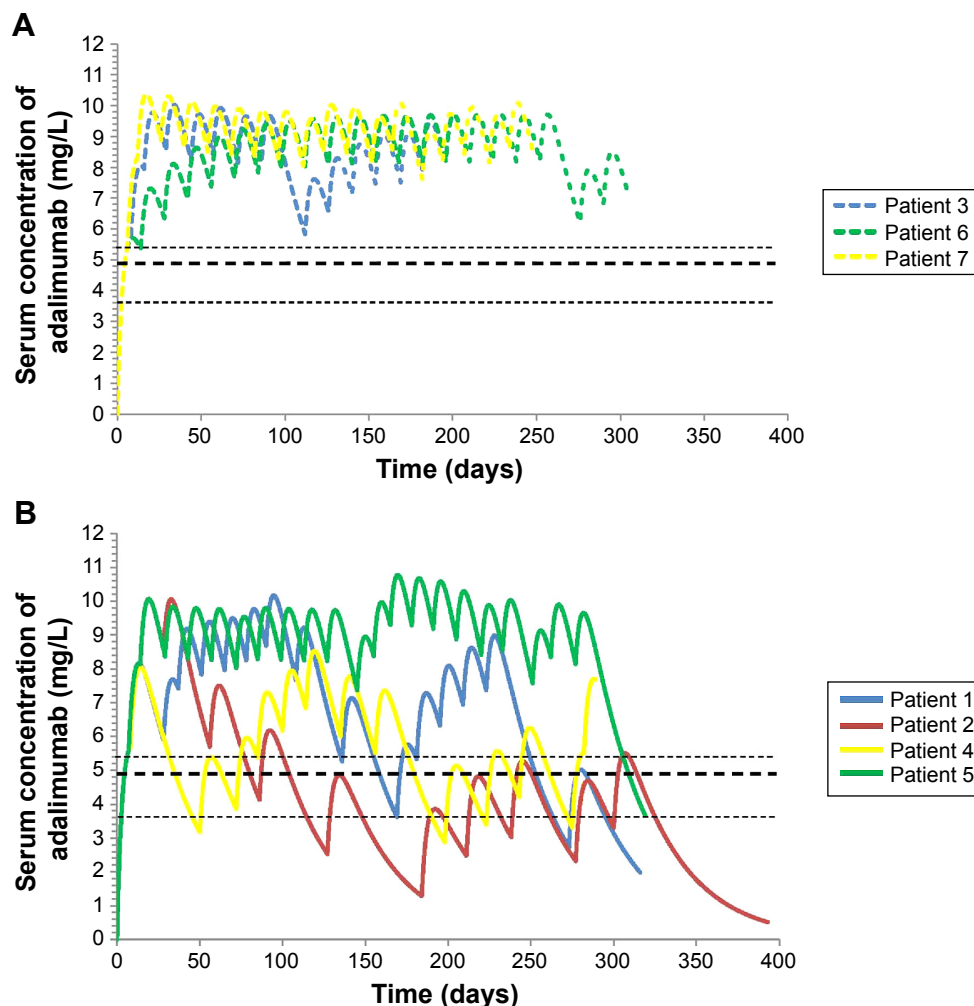 A
Serum concentration of
adalimumab (mg/L)
12
11
10
9
8
7
6
5
4
3
2
1
0
0 50 100 150 200 250 300 350 400
Time (days)
Patient 3
Patient 6
Patient 7
B
Serum concentration of
adalimumab (mg/L)
12
11
10
9
8
7
6
5
4
3
2
1
0
0 50 100 150 200 250 300 350 400
Time (days)
Patient 1
Patient 2
Patient 4
Patient 5